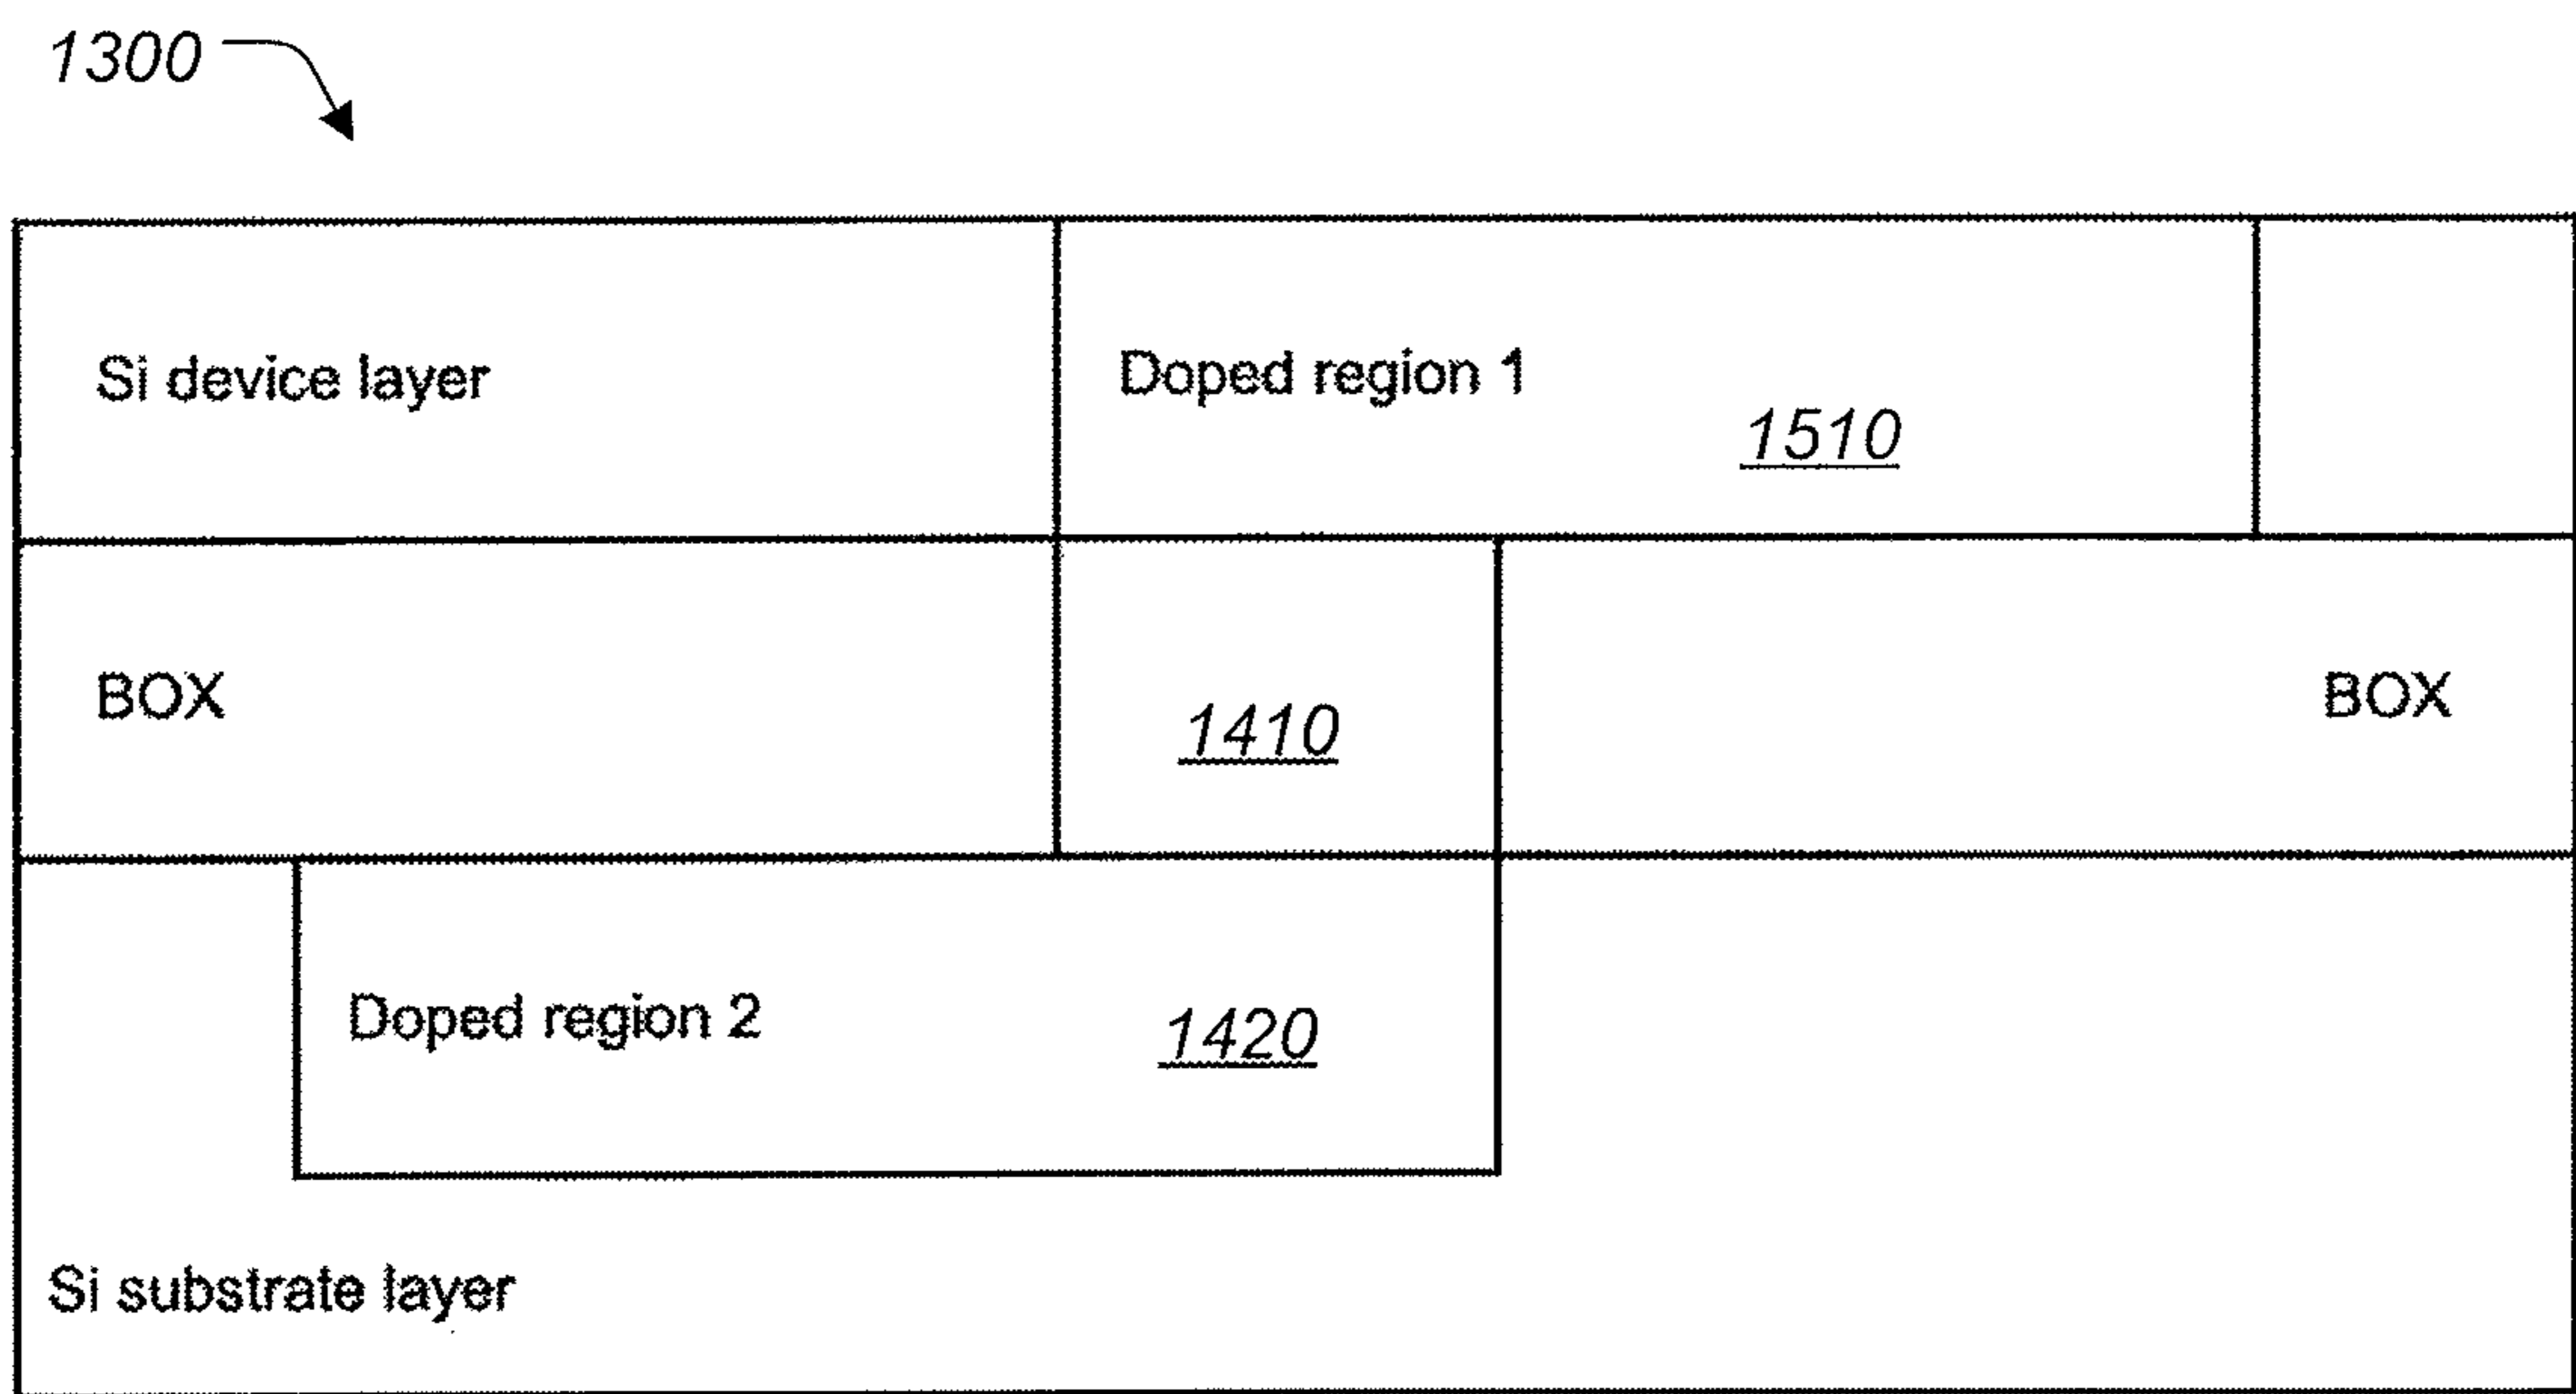 1300
Si device layer
Doped region 1
1510
BOX
1410
BOX
Doped region 2
1420
Si substrate layer